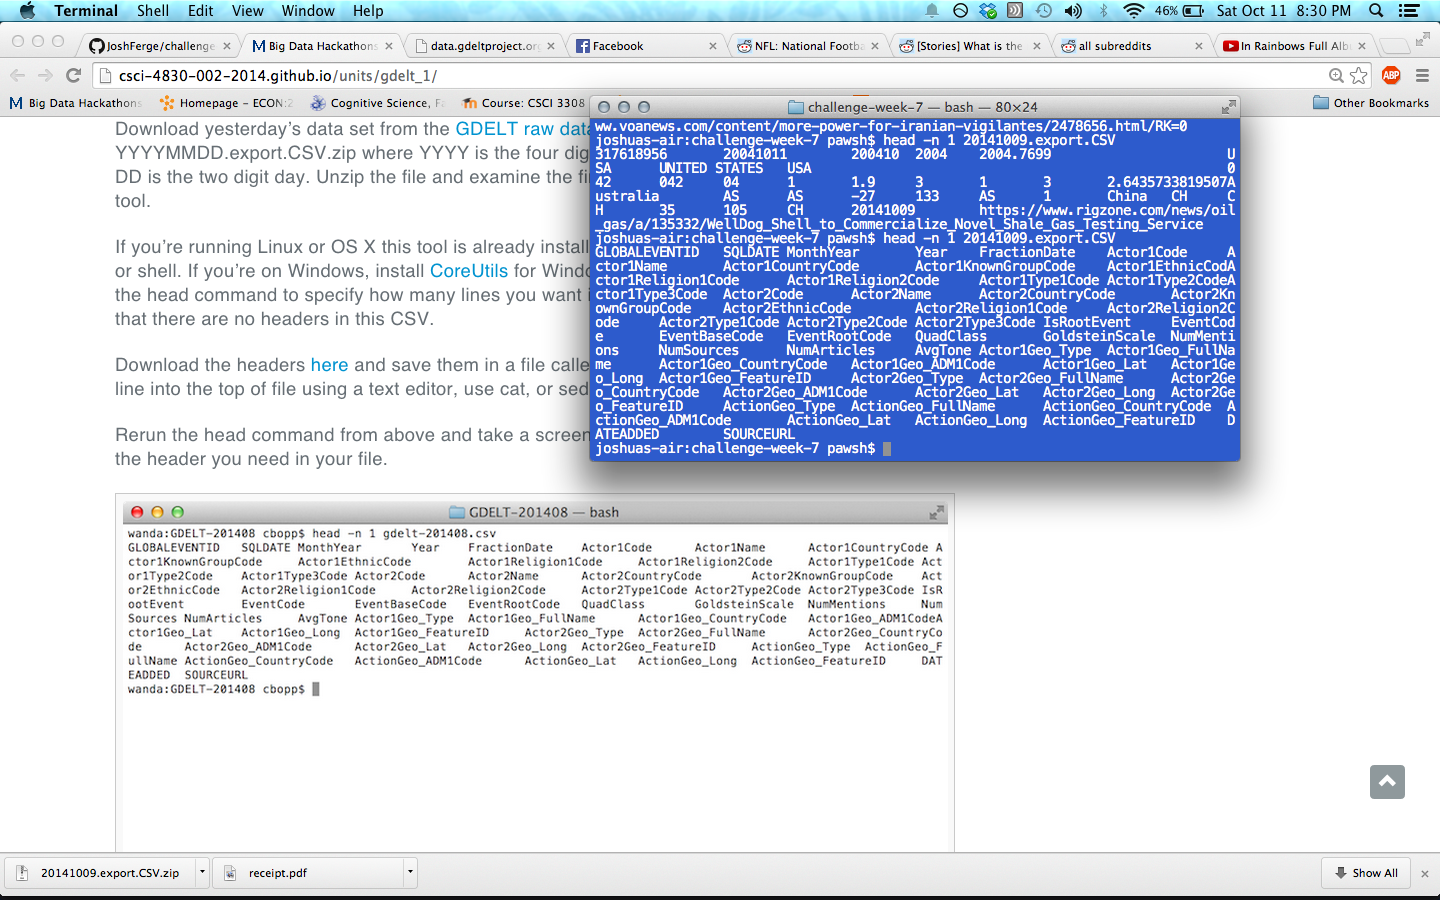 Terminal Shell Edit View Window Help 46% Sat Oct 11 8:30 PM
JoshFerge/challenge Big Data Hackathons data.gdeltproject.or Facebook NFL: National Footba [Stories] What is the all subreddits In Rainbows Full Alb
csci-4830-002-2014.github.io/units/gdelt_1/ ABP
Big Data Hackathons Homepage – ECON:2 Cognitive Science, Fa Course: CSCI 3308 Other Bookmarks
Download yesterday's data set from the GDELT raw data
YYYYMMDD.export.CSV.zip where YYYY is the four dig
DD is the two digit day. Unzip the file and examine the fi
tool.
If you're running Linux or OS X this tool is already install
or shell. If you're on Windows, install CoreUtils for Windo
the head command to specify how many lines you want
that there are no headers in this CSV.
Download the headers here and save them in a file calle
line into the top of file using a text editor, use cat, or sed
Rerun the head command from above and take a screen
the header you need in your file.
challenge-week-7 — bash — 80×24
ww.voanews.com/content/more-power-for-iranian-vigilantes/2478656.html/RK=0
joshuas-air:challenge-week-7 pawsh$ head -n 1 20141009.export.CSV
317618956 20041011 200410 2004 2004.7699 U
SA UNITED STATES USA 0
42 042 04 1 1.9 3 1 3 2.6435733819507A
ustralia AS AS -27 133 AS 1 China CH C
H 35 105 CH 20141009 https://www.rigzone.com/news/oil
_gas/a/135332/WellDog_Shell_to_Commercialize_Novel_Shale_Gas_Testing_Service
joshuas-air:challenge-week-7 pawsh$ head -n 1 20141009.export.CSV
GLOBALEVENTID SQLDATE MonthYear Year FractionDate Actor1Code A
ctor1Name Actor1CountryCode Actor1KnownGroupCode Actor1EthnicCodA
ctor1Religion1Code Actor1Religion2Code Actor1Type1Code Actor1Type2CodeA
ctor1Type3Code Actor2Code Actor2Name Actor2CountryCode Actor2Kn
ownGroupCode Actor2EthnicCode Actor2Religion1Code Actor2Religion2C
ode Actor2Type1Code Actor2Type2Code Actor2Type3Code IsRootEvent EventCod
e EventBaseCode EventRootCode QuadClass GoldsteinScale NumMenti
ons NumSources NumArticles AvgTone Actor1Geo_Type Actor1Geo_FullNa
me Actor1Geo_CountryCode Actor1Geo_ADM1Code Actor1Geo_Lat Actor1Ge
o_Long Actor1Geo_FeatureID Actor2Geo_Type Actor2Geo_FullName Actor2Ge
o_CountryCode Actor2Geo_ADM1Code Actor2Geo_Lat Actor2Geo_Long Actor2Ge
o_FeatureID ActionGeo_Type ActionGeo_FullName ActionGeo_CountryCode A
ctionGeo_ADM1Code ActionGeo_Lat ActionGeo_Long ActionGeo_FeatureID D
ATEADDED SOURCEURL
joshuas-air:challenge-week-7 pawsh$
GDELT-201408 — bash
wanda:GDELT-201408 cbopp$ head -n 1 gdelt-201408.csv
GLOBALEVENTID SQLDATE MonthYear Year FractionDate Actor1Code Actor1Name Actor1CountryCode A
ctor1KnownGroupCode Actor1EthnicCode Actor1Religion1Code Actor1Religion2Code Actor1Type1Code Act
or1Type2Code Actor1Type3Code Actor2Code Actor2Name Actor2CountryCode Actor2KnownGroupCode Act
or2EthnicCode Actor2Religion1Code Actor2Religion2Code Actor2Type1Code Actor2Type2Code Actor2Type3Code IsR
ootEvent EventCode EventBaseCode EventRootCode QuadClass GoldsteinScale NumMentions Num
Sources NumArticles AvgTone Actor1Geo_Type Actor1Geo_FullName Actor1Geo_CountryCode Actor1Geo_ADM1CodeA
ctor1Geo_Lat Actor1Geo_Long Actor1Geo_FeatureID Actor2Geo_Type Actor2Geo_FullName Actor2Geo_CountryCo
de Actor2Geo_ADM1Code Actor2Geo_Lat Actor2Geo_Long Actor2Geo_FeatureID ActionGeo_Type ActionGeo_F
ullName ActionGeo_CountryCode ActionGeo_ADM1Code ActionGeo_Lat ActionGeo_Long ActionGeo_FeatureID DAT
EADDED SOURCEURL
wanda:GDELT-201408 cbopp$
20141009.export.CSV.zip receipt.pdf Show All